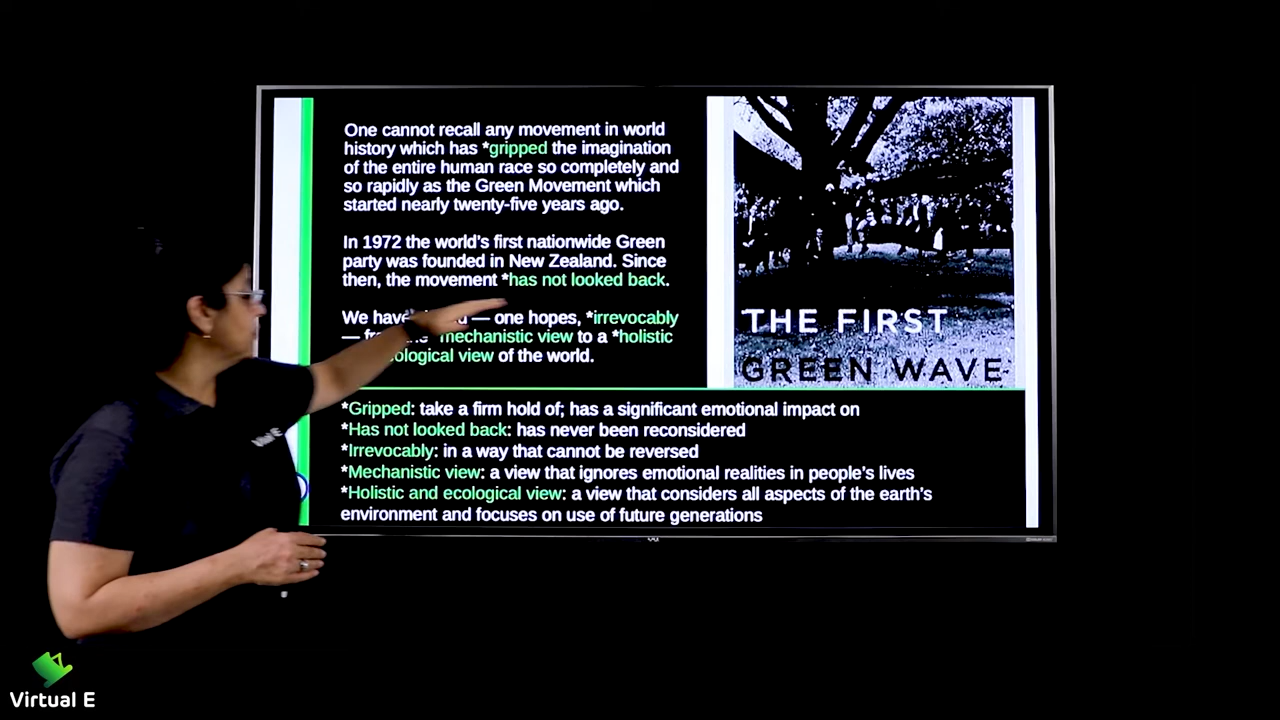 One cannot recall any movement in world
history which has *gripped the imagination
of the entire human race so completely and
so rapidly as the Green Movement which
started nearly twenty-five years ago.
In 1972 the world's first nationwide Green
party was founded in New Zealand. Since
then, the movement *has not looked back.
We have — one hopes, *irrevocably
— mechanistic view to a *holistic
view of the world.
THE FIRST
GREEN WAVE
*Gripped: take a firm hold of; has a significant emotional impact on
*Has not looked back: has never been reconsidered
*Irrevocably: in a way that cannot be reversed
*Mechanistic view: a view that ignores emotional realities in people's lives
*Holistic and ecological view: a view that considers all aspects of the earth's
environment and focuses on use of future generations
Virtual E